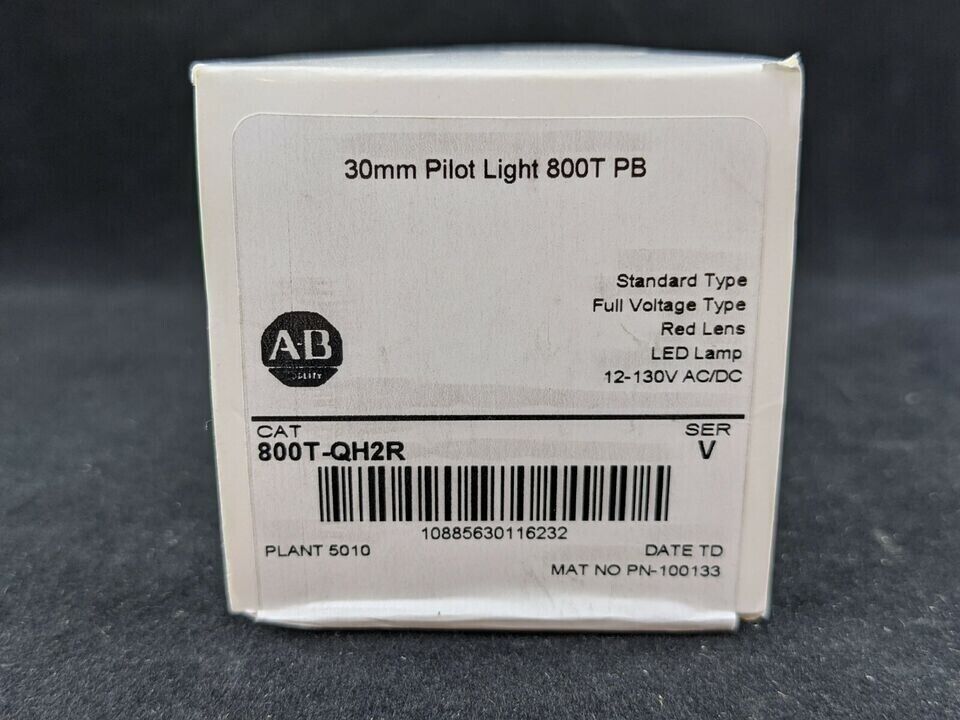 30mm Pilot Light 800T PB
Standard Type
Full Voltage Type
Red Lens
LED Lamp
12-130V AC/DC
A-B
CAT
SER
800T-QH2R
V
10885630116232
PLANT 5010
DATE TD
MAT NO PN-100133